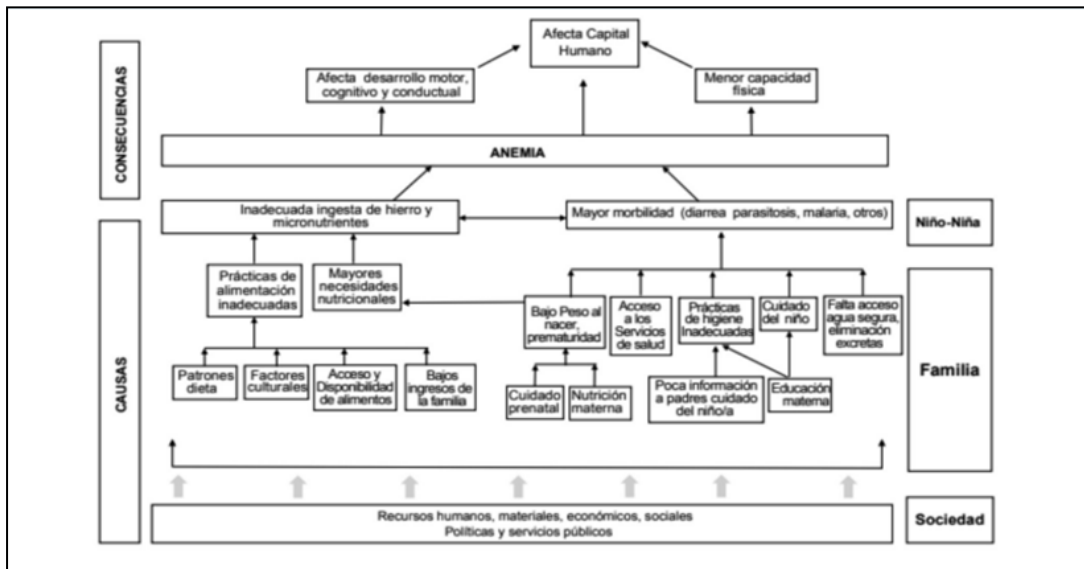 CONSECUENCIAS
Afecta Capital
Humano
Afecta desarrollo motor,
cognitivo y conductual
Menor capacidad
física
ANEMIA
CAUSAS
Inadecuada ingesta de hierro y
micronutrientes
Mayor morbilidad (diarrea parasitosis, malaria, otros)
Niño-Niña
Prácticas de
alimentación
inadecuadas
Mayores
necesidades
nutricionales
Bajo Peso al
nacer,
prematuridad
Acceso
a los
Servicios
de salud
Prácticas
de higiene
Inadecuadas
Cuidado
del niño
Falta acceso
agua segura,
eliminación
excretas
Familia
Patrones
dieta
Factores
culturales
Acceso y
Disponibilidad
de alimentos
Bajos
ingresos de
la familia
Cuidado
prenatal
Nutrición
materna
Poca información
a padres cuidado
del niño/a
Educación
materna
Recursos humanos, materiales, económicos, sociales
Políticas y servicios públicos
Sociedad